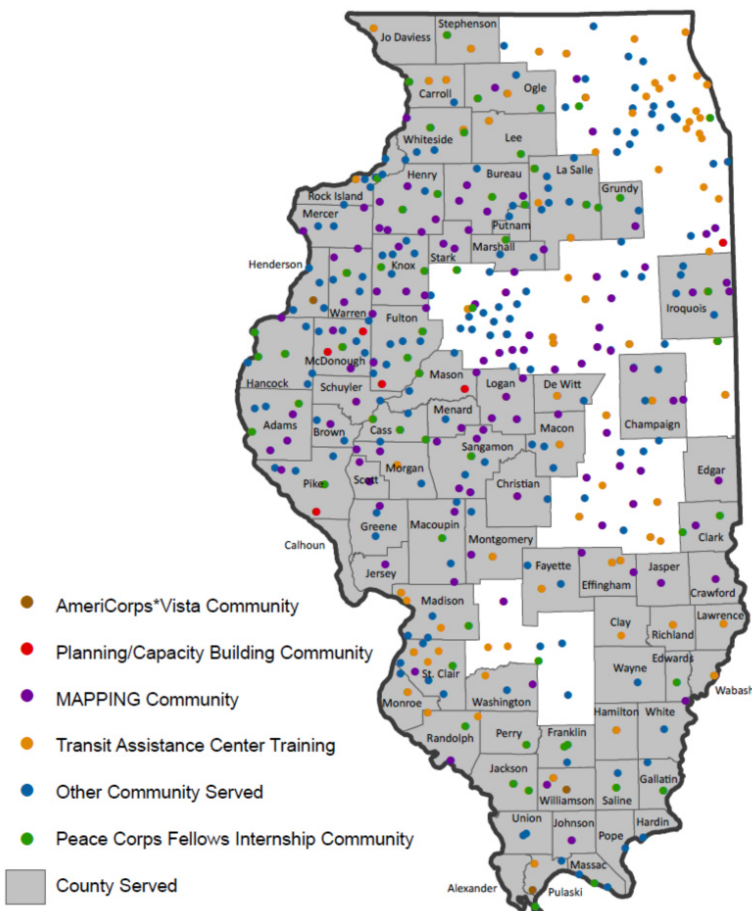 Stephenson
Jo Daviess
Carroll
Ogle
Whiteside
Lee
Rock Island
Henry
Bureau
La Salle
Grundy
Mercer
Putnam
Henderson
Knox
Stark
Marshall
Warren
Iroquois
Fulton
McDonough
Hancock
Schuyler
Mason
Logan
De Witt
Adams
Brown
Cass
Menard
Macon
Champaign
Sangamon
Pike
Scott
Morgan
Christian
Edgar
Greene
Macoupin
Clark
Calhoun
Montgomery
Jersey
Fayette
Effingham
Jasper
Crawford
Madison
Clay
Richland
Lawrence
St. Clair
Wayne
Edwards
Wabash
Monroe
Washington
Randolph
Perry
Franklin
Hamilton
White
Jackson
Williamson
Saline
Gallatin
Union
Johnson
Pope
Hardin
Alexander
Pulaski
Massac
AmeriCorps*Vista Community
Planning/Capacity Building Community
MAPPING Community
Transit Assistance Center Training
Other Community Served
Peace Corps Fellows Internship Community
County Served